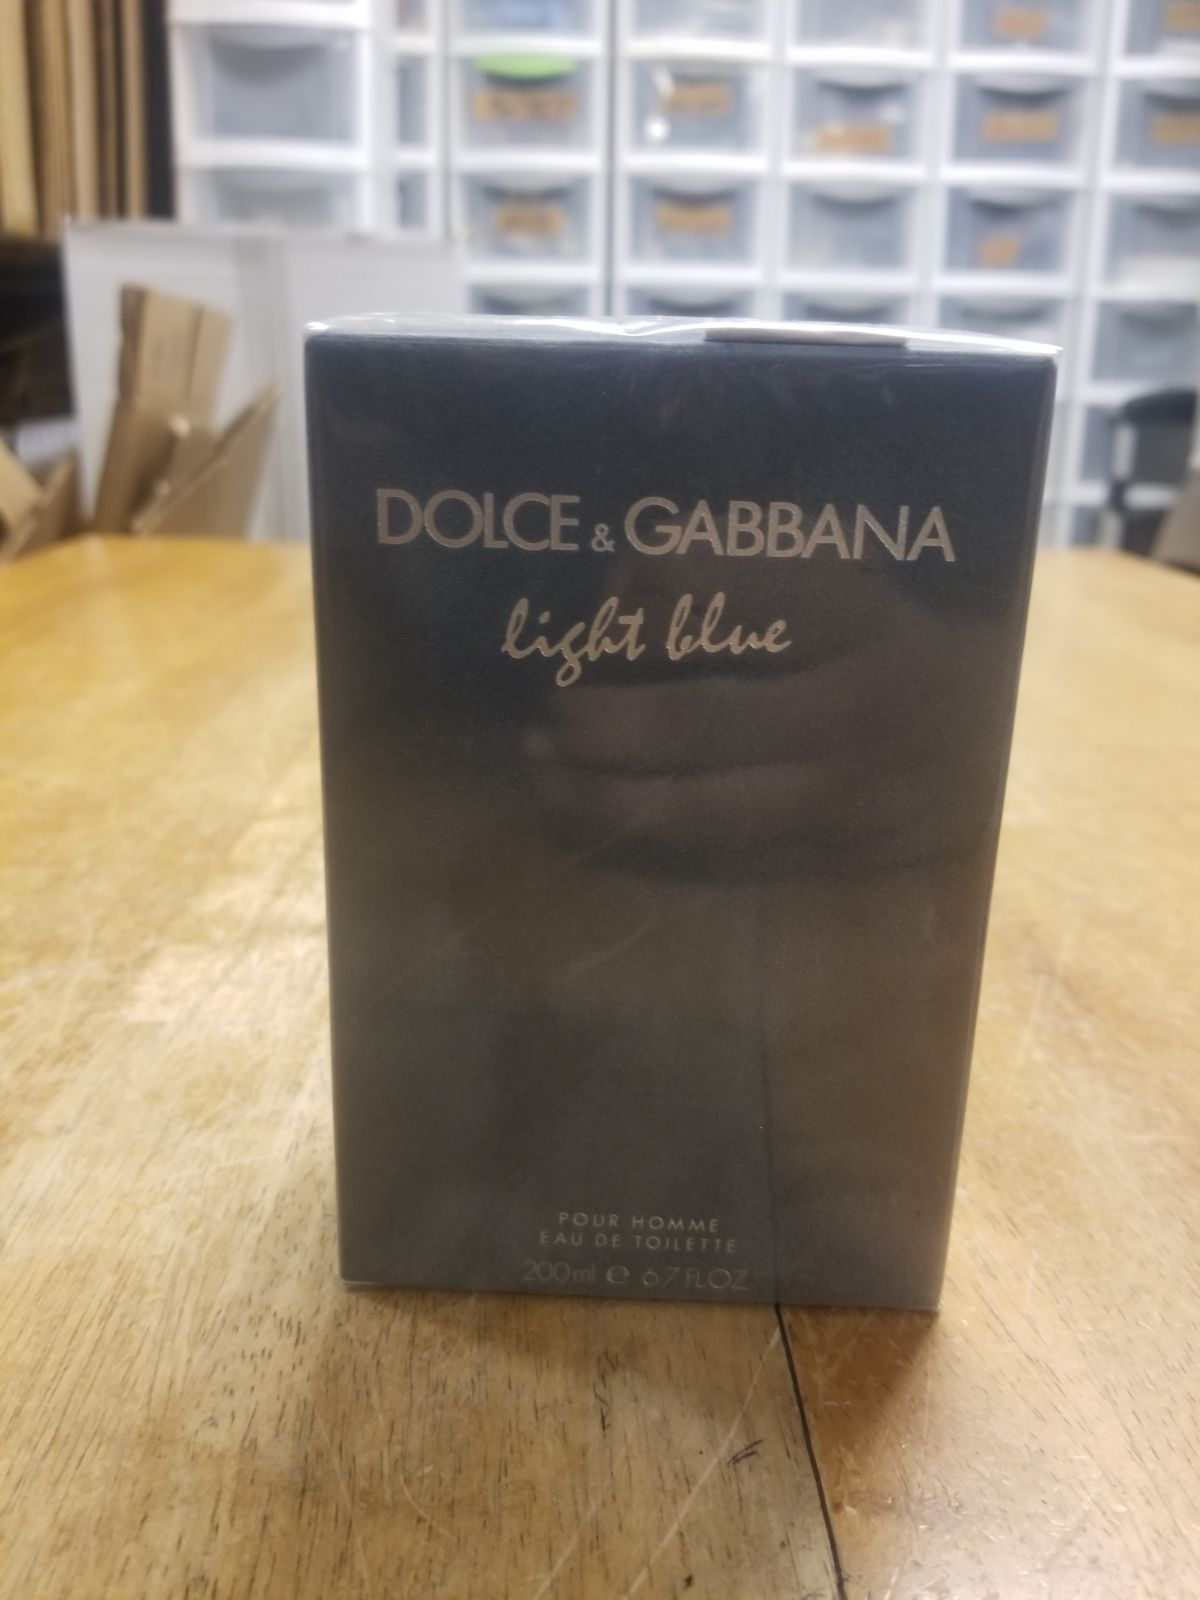 DOLCE & GABBANA
light blue
POUR HOMME
EAU DE TOILETTE
200ml e 6.7 FL.OZ